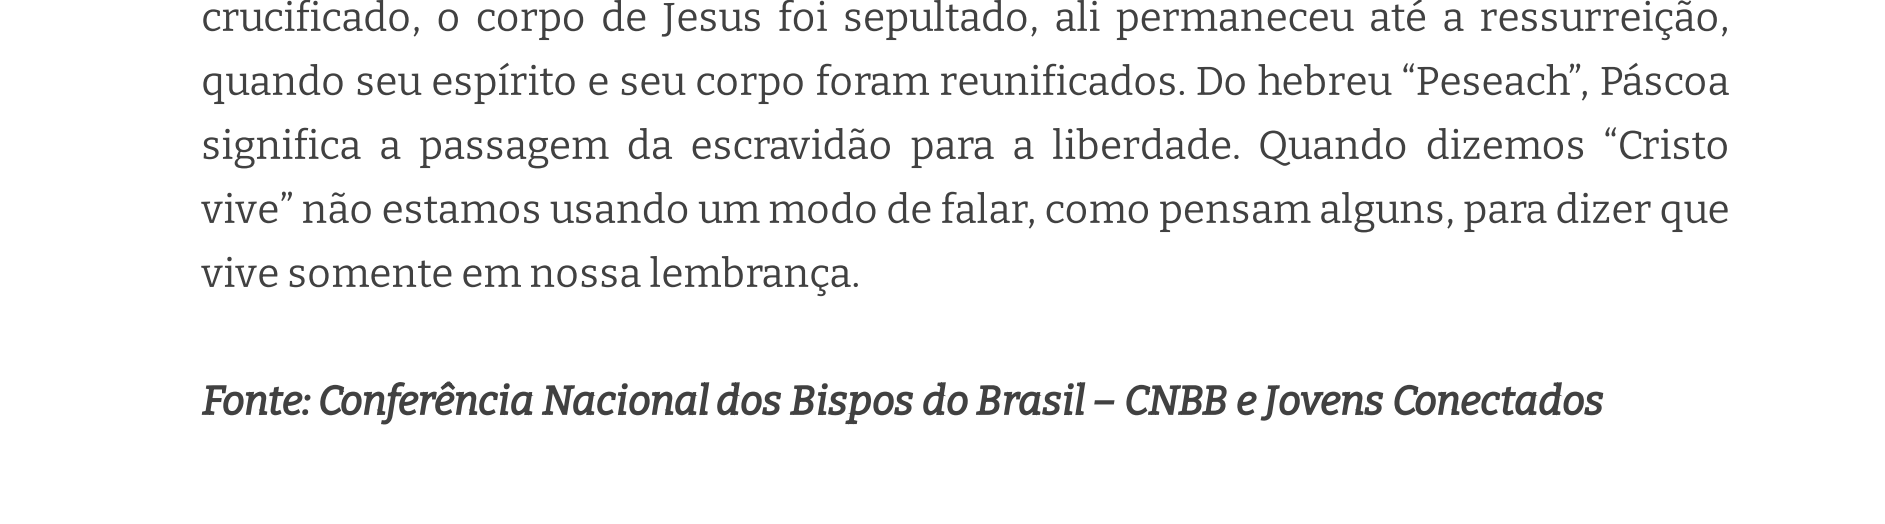 crucificado, o corpo de Jesus foi sepultado, ali permaneceu até a ressurreição,
quando seu espírito e seu corpo foram reunificados. Do hebreu “Peseach”, Páscoa
significa a passagem da escravidão para a liberdade. Quando dizemos “Cristo
vive” não estamos usando um modo de falar, como pensam alguns, para dizer que
vive somente em nossa lembrança.
Fonte: Conferência Nacional dos Bispos do Brasil – CNBB e Jovens Conectados